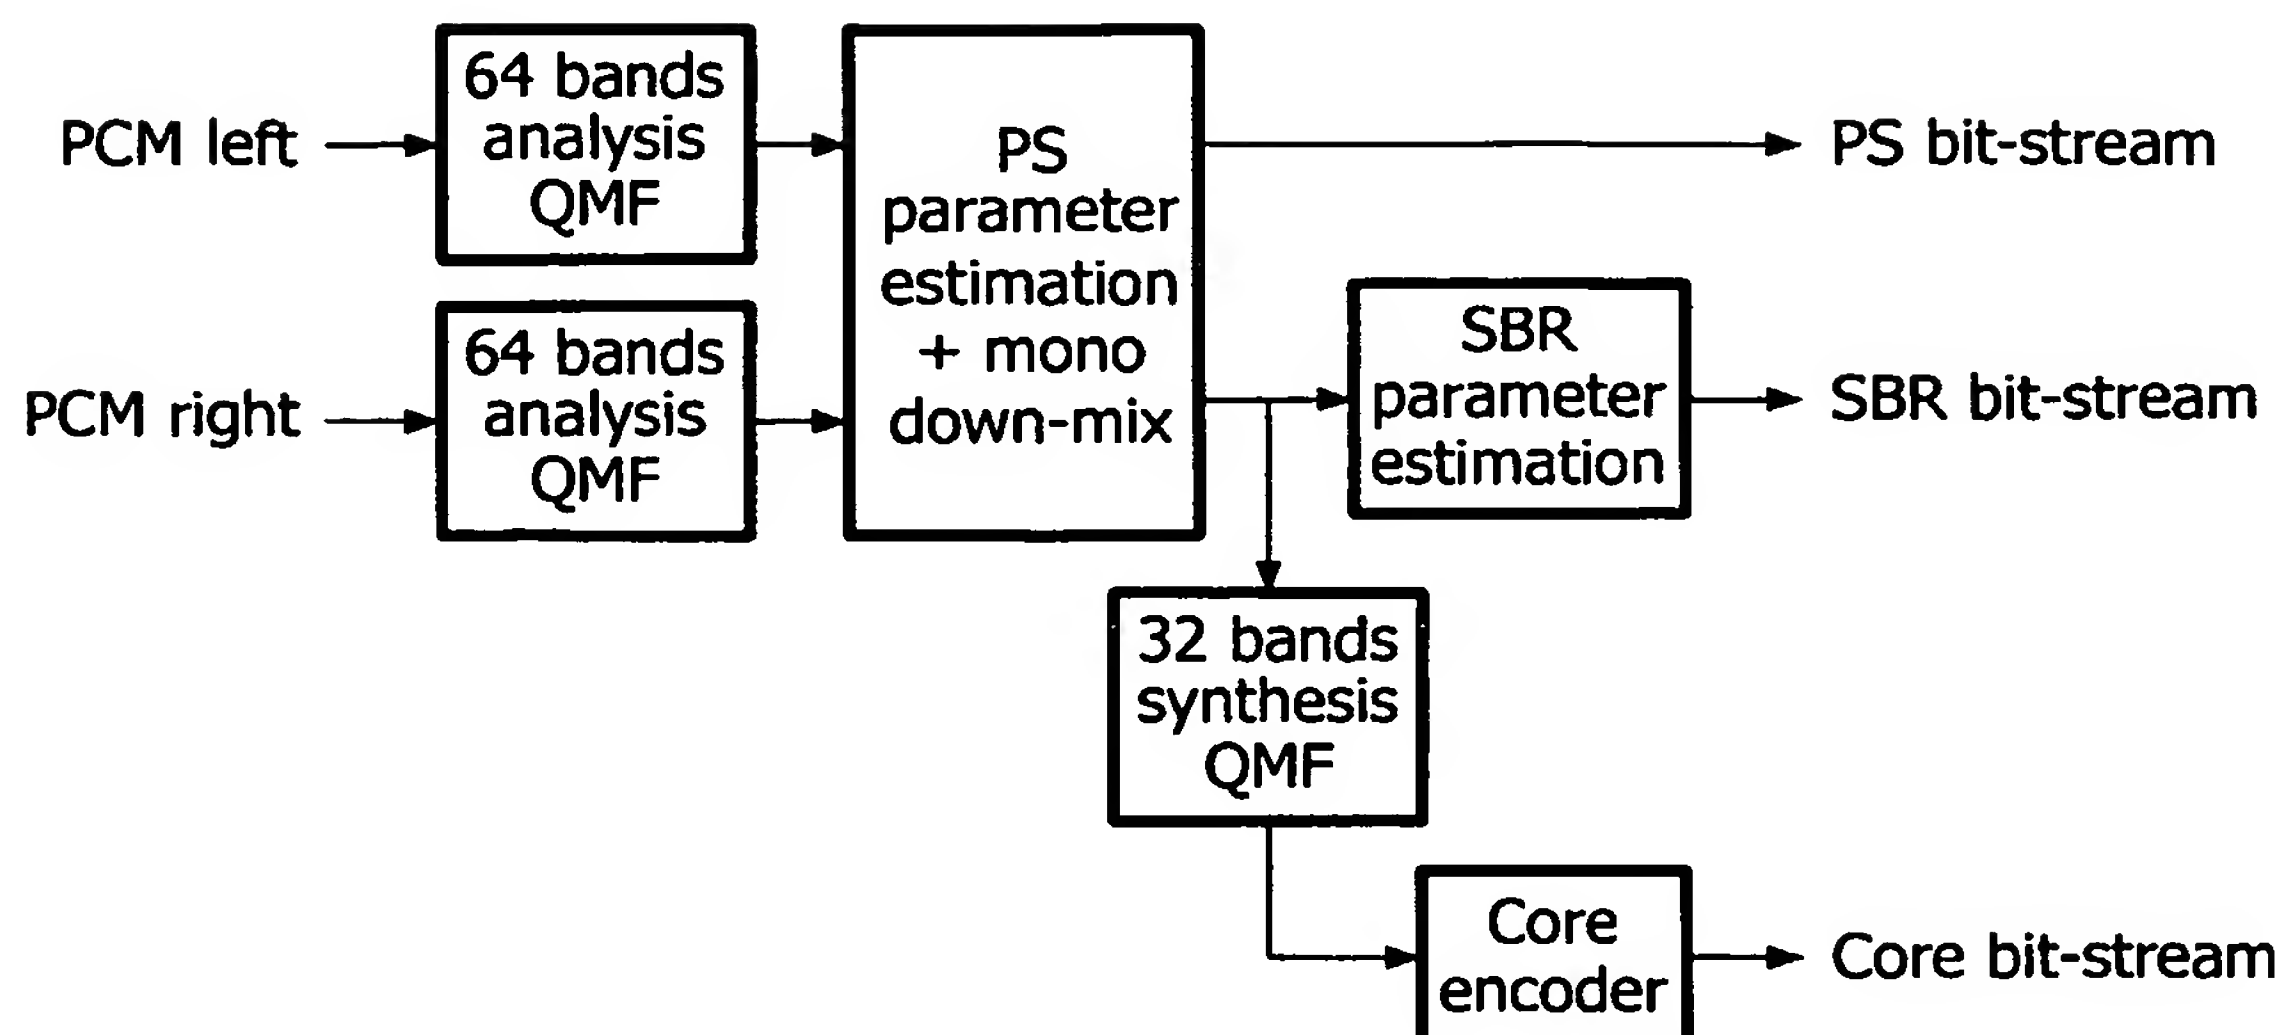 PCM left
64 bands
analysis
QMF
PS
parameter
estimation
+ mono
down-mix
PS bit-stream
PCM right
64 bands
analysis
QMF
SBR
parameter
estimation
SBR bit-stream
32 bands
synthesis
QMF
Core
encoder
Core bit-stream